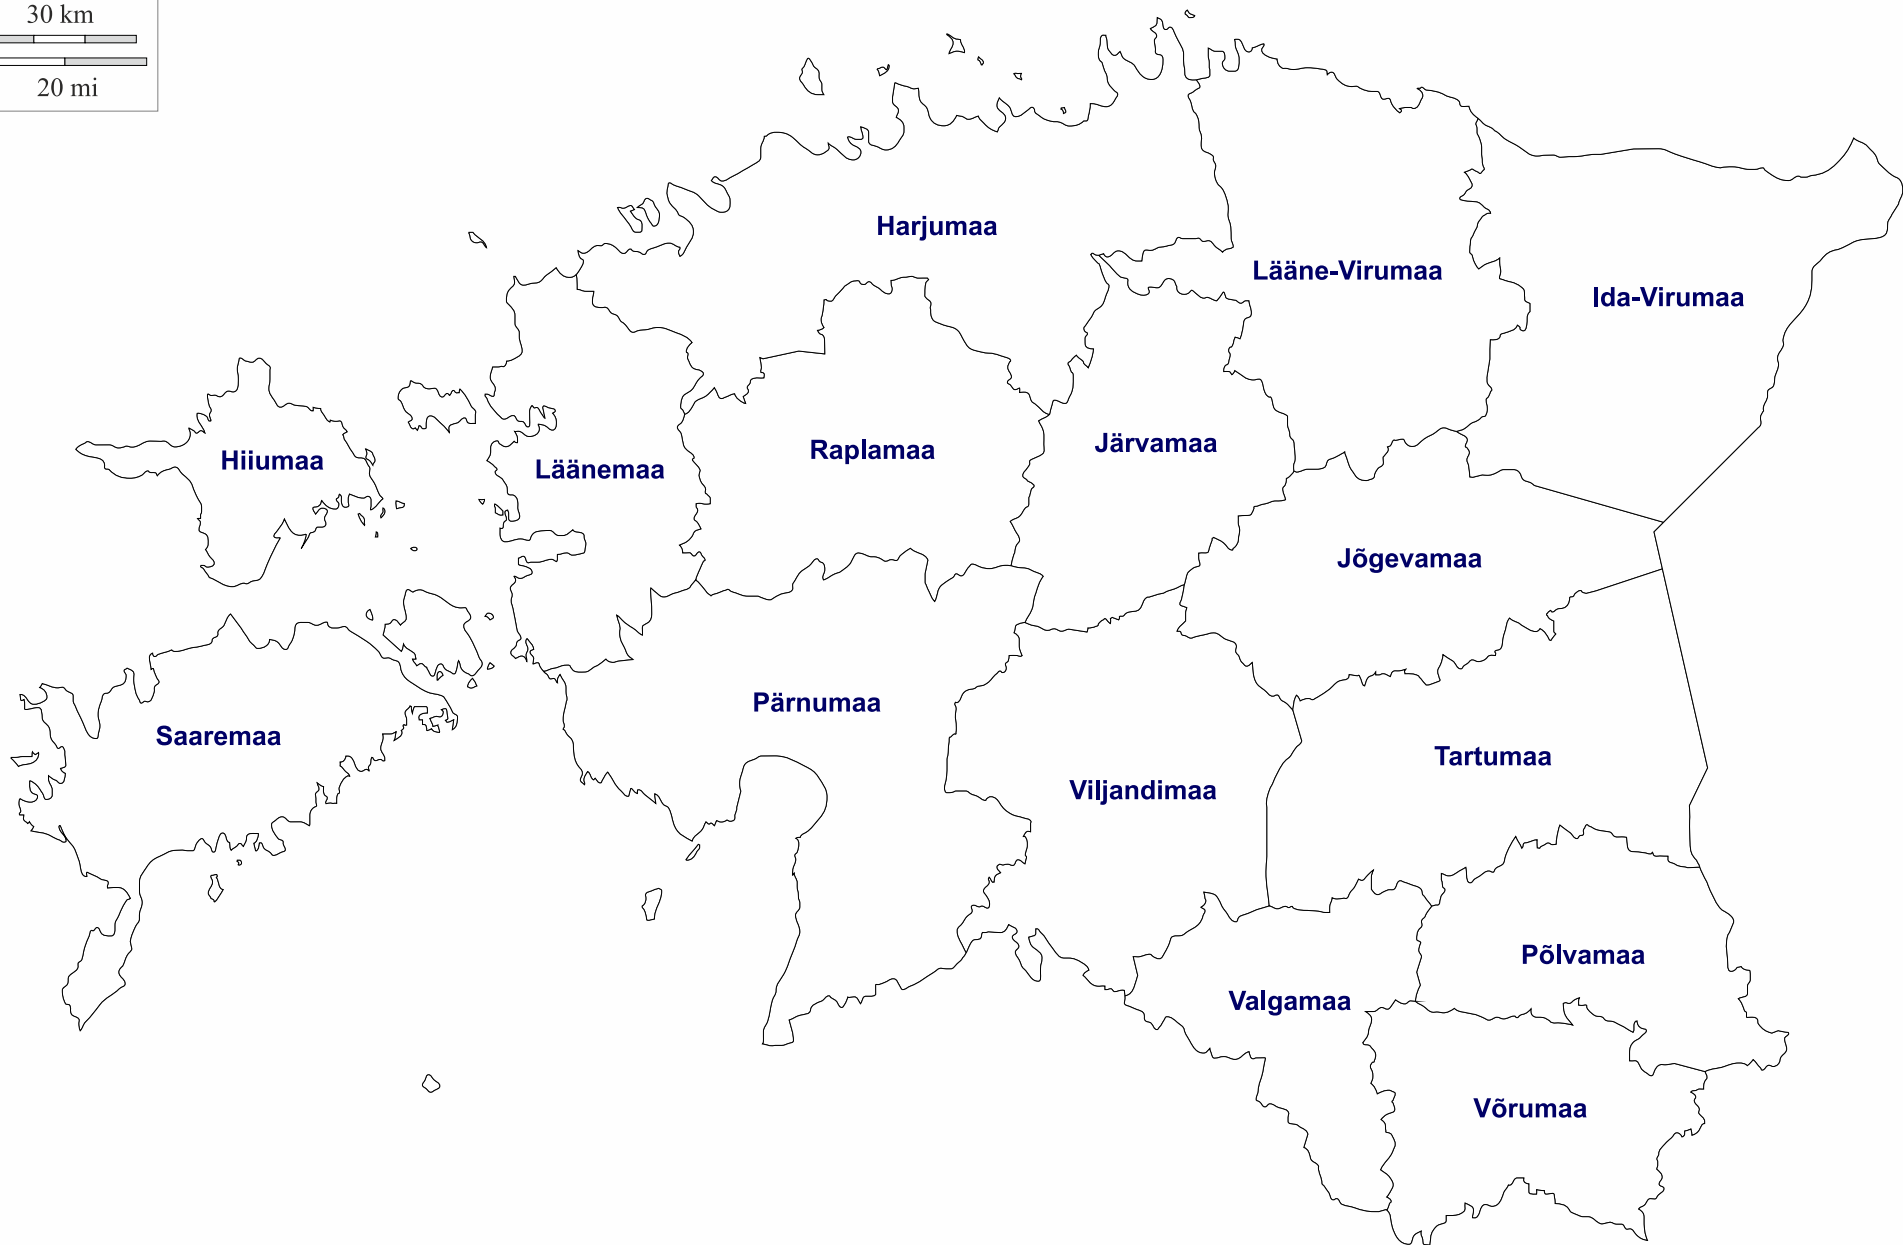 30 km
20 mi
Harjumaa
Lääne-Virumaa
Ida-Virumaa
Hiiumaa
Läänemaa
Raplamaa
Järvamaa
Jõgevamaa
Saaremaa
Pärnumaa
Viljandimaa
Tartumaa
Valgamaa
Põlvamaa
Võrumaa